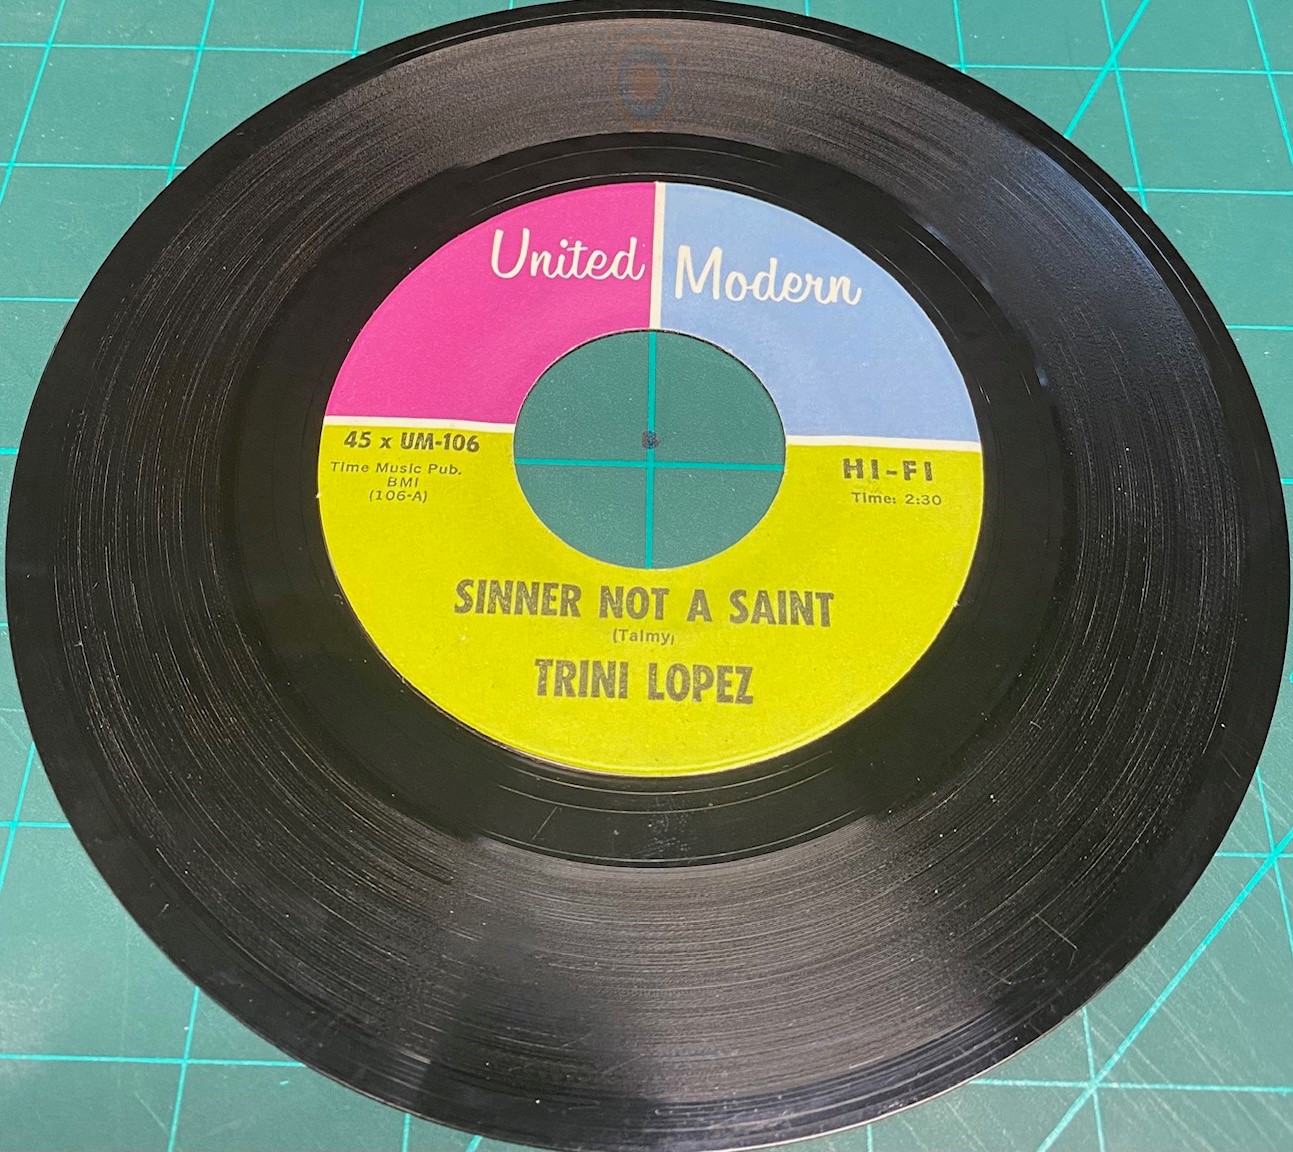 United Modern
45 x UM-106
Time Music Pub.
BMI
(106-A)
HI-FI
Time: 2:30
SINNER NOT A SAINT
(Talmy)
TRINI LOPEZ